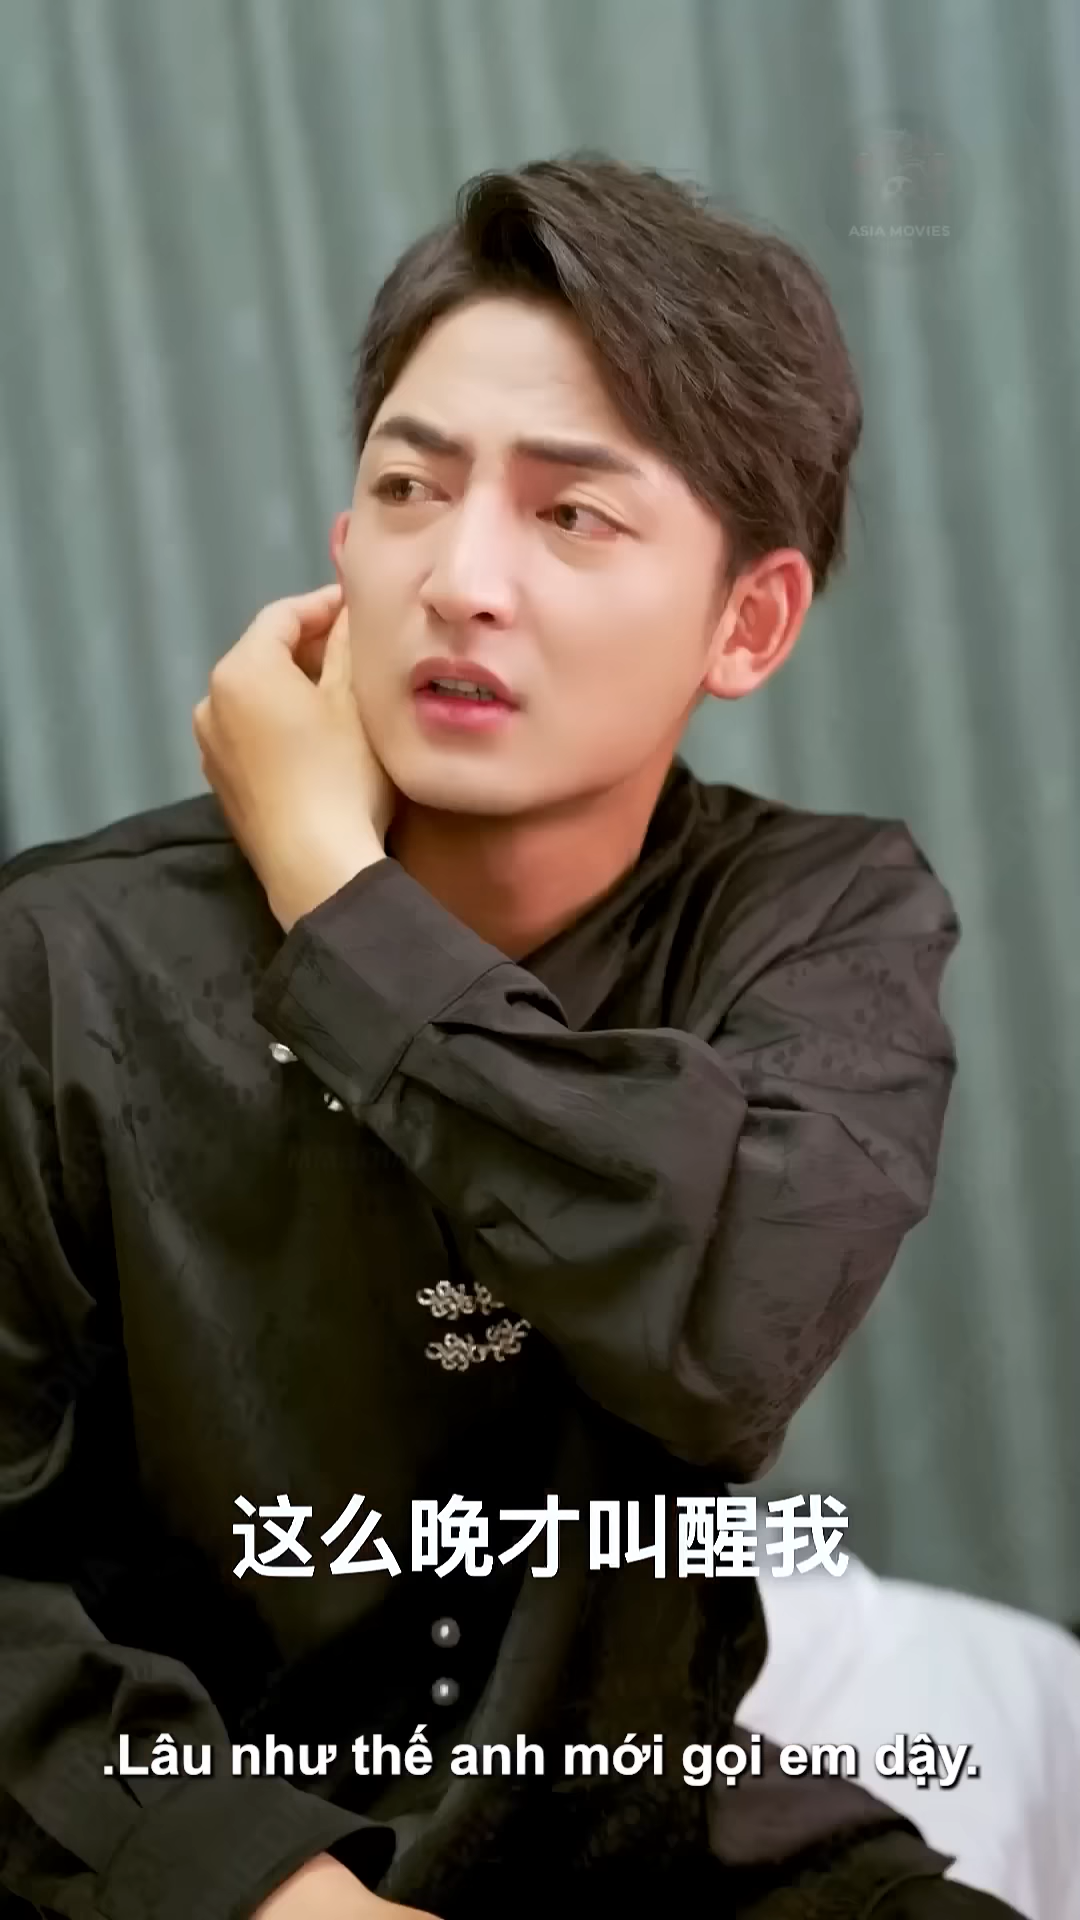 ASIA MOVIES
这么晚才叫醒我
.Lâu như thế anh mới gọi em dậy.